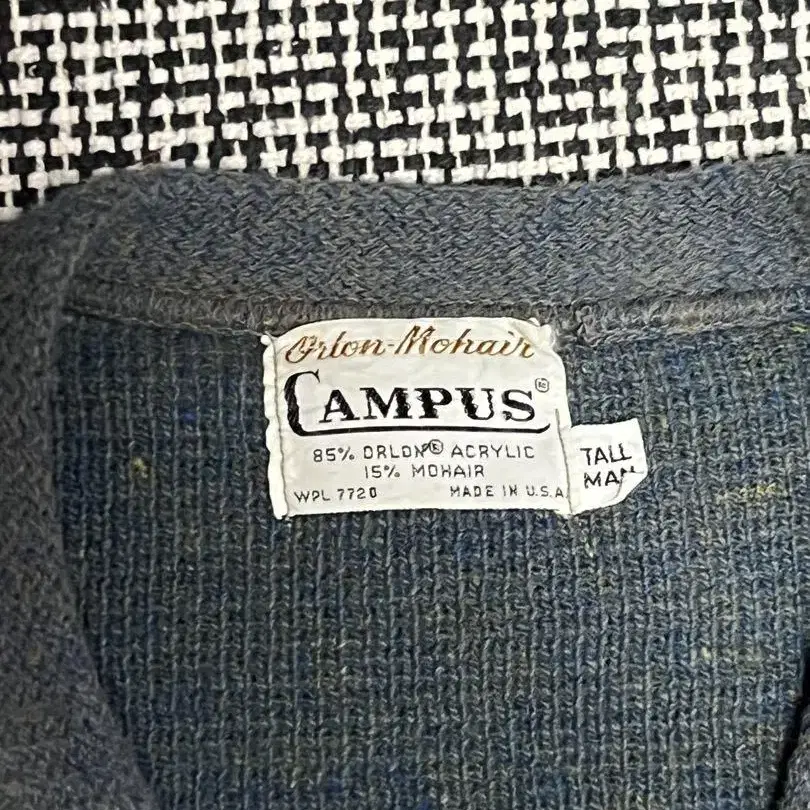 Orlon-Mohair
CAMPUS®
85% ORLON® ACRYLIC
15% MOHAIR
WPL 7720 MADE IN U.S.A
TALL
MAN